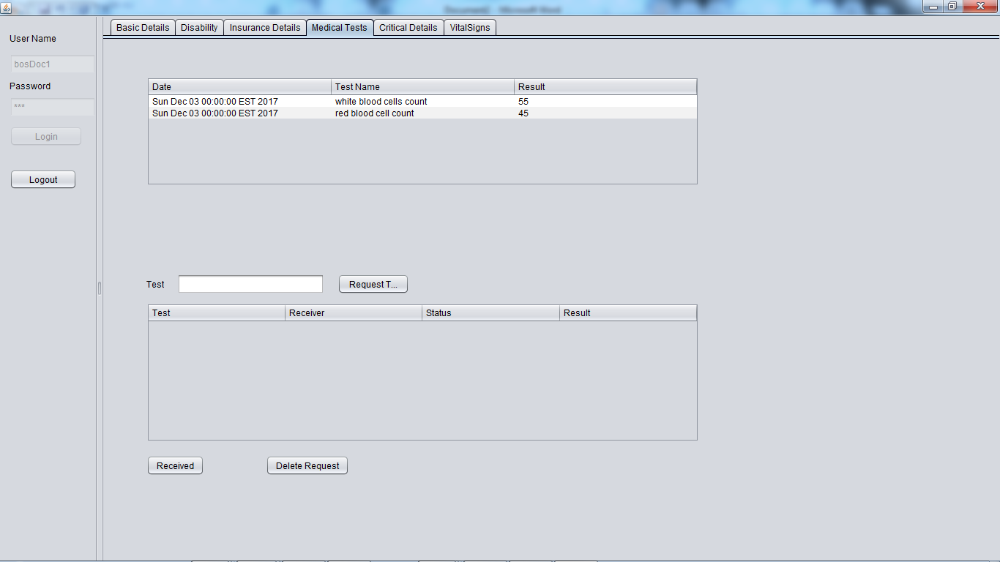 Document1 - Microsoft Word
Basic Details Disability Insurance Details Medical Tests Critical Details VitalSigns
User Name
bosDoc1
Password
***
Login
Logout
Date Test Name Result
Sun Dec 03 00:00:00 EST 2017 white blood cells count 55
Sun Dec 03 00:00:00 EST 2017 red blood cell count 45
Test Request T...
Test Receiver Status Result
Received Delete Request